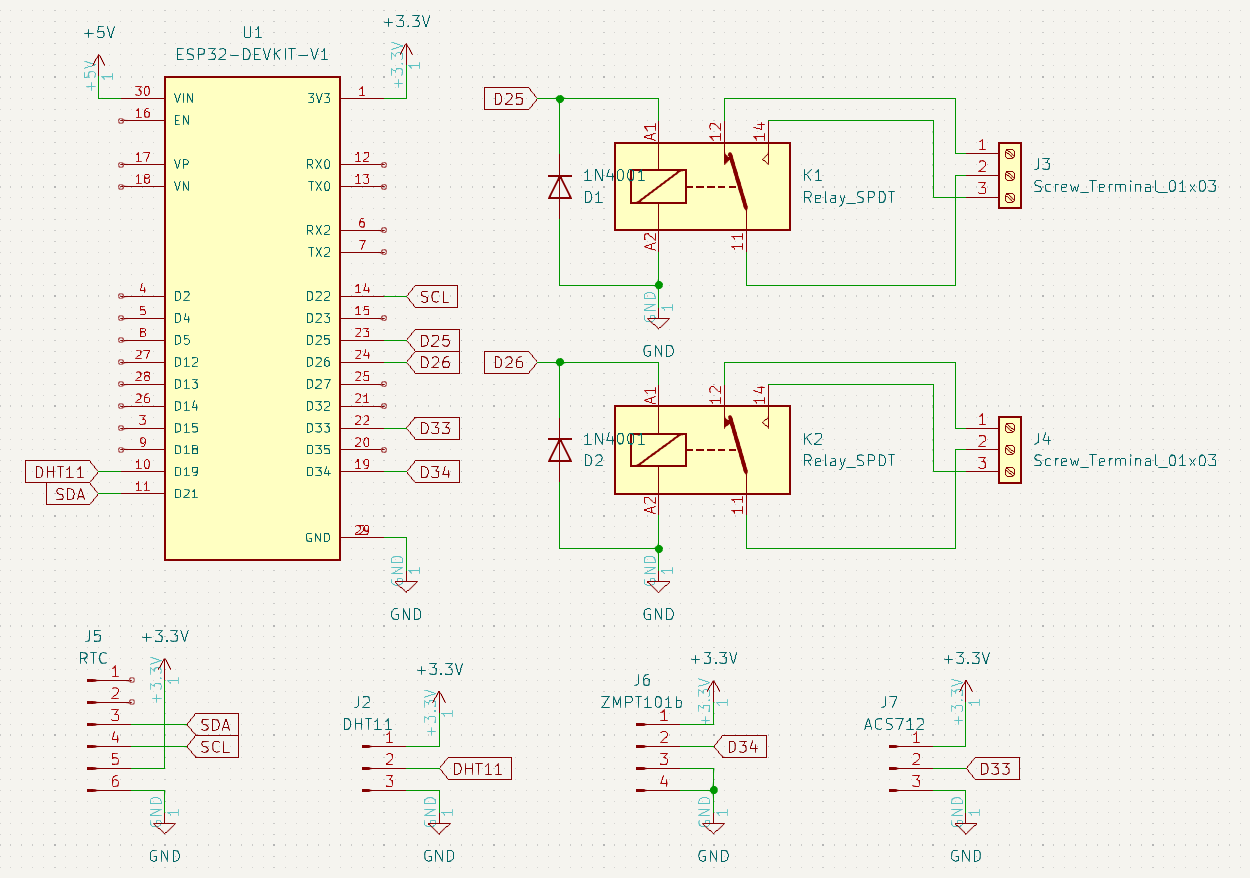 +5V
+5V
1
U1
ESP32-DEVKIT-V1
+3.3V
+3.3V
1
30 VIN
16 EN
17 VP
18 VN
4 D2
5 D4
8 D5
27 D12
28 D13
26 D14
3 D15
9 D18
DHT11 10 D19
SDA 11 D21
3V3 1
RX0 12
TX0 13
RX2 6
TX2 7
D22 14 SCL
D23 15
D25 23 D25
D26 24 D26
D27 25
D32 21
D33 22 D33
D35 20
D34 19 D34
GND
GND
1
GND
D25
1N4001
D1
A1
A2
12
14
11
K1
Relay_SPDT
1
2
3
J3
Screw_Terminal_01x03
GND
1
GND
D26
1N4001
D2
A1
A2
12
14
11
K2
Relay_SPDT
1
2
3
J4
Screw_Terminal_01x03
GND
1
GND
J5
RTC
+3.3V
+3.3V
1
1
2
3 SDA
4 SCL
5
6
GND
1
GND
J2
DHT11
+3.3V
+3.3V
1
1
2 DHT11
3
GND
1
GND
J6
ZMPT101b
+3.3V
+3.3V
1
1
2 D34
3
4
GND
1
GND
J7
ACS712
+3.3V
+3.3V
1
1
2 D33
3
GND
1
GND